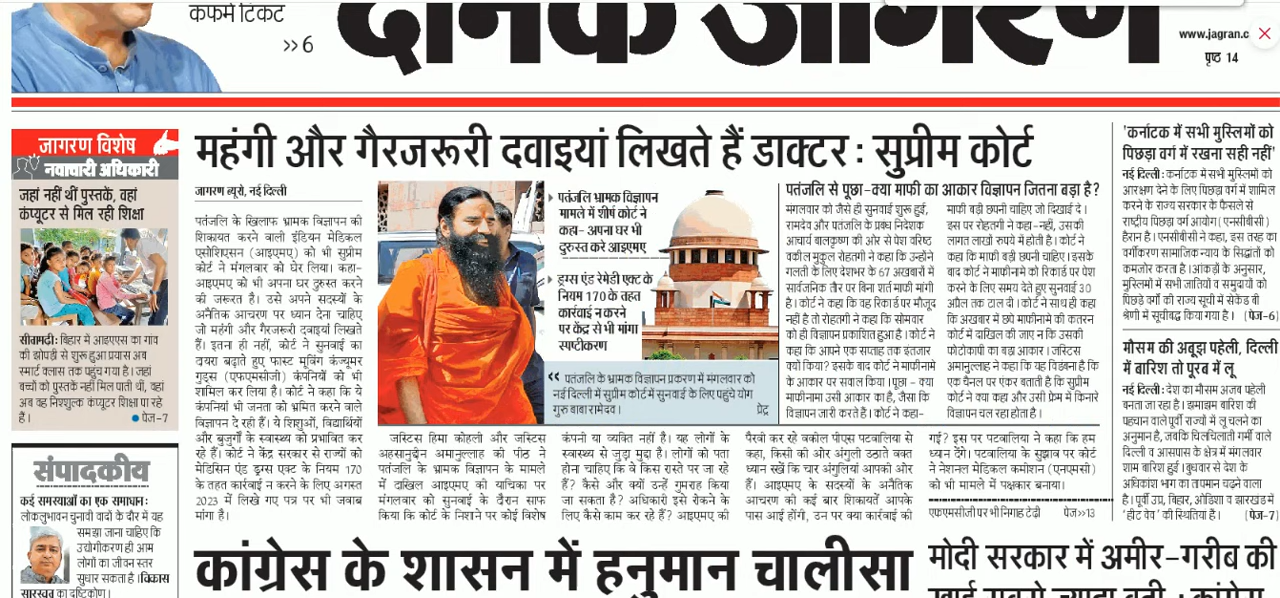 कंफर्म टिकट
>> 6
दैनिक जागरण
www.jagran.c
पृष्ठ 14
जागरण विशेष
नवाचारी अधिकारी
जहां नहीं थीं पुस्तकें, वहां
कंप्यूटर से मिल रही शिक्षा
सीतामढ़ी: बिहार में आइएएस का गांव
की झोपड़ी से शुरू हुआ प्रयास अब
स्मार्ट क्लास तक पहुंच गया है। जहां
बच्चों को पुस्तकें नहीं मिल पाती थीं, वहां
अब वह निश्शुल्क कंप्यूटर शिक्षा पा रहे
हैं।
पेज-7
संपादकीय
कई समस्याओं का एक समाधान:
लोकलुभावन चुनावी वादों के दौर में यह
समझा जाना चाहिए कि
उद्योगीकरण ही आम
लोगों का जीवन स्तर
सुधार सकता है। विकास
सारस्वत का दृष्टिकोण।
महंगी और गैरजरूरी दवाइयां लिखते हैं डाक्टर : सुप्रीम कोर्ट
जागरण ब्यूरो, नई दिल्ली
पतंजलि के खिलाफ भ्रामक विज्ञापन की
शिकायत करने वाली इंडियन मेडिकल
एसोशिएसन (आइएमए) को भी सुप्रीम
कोर्ट ने मंगलवार को घेर लिया। कहा-
आइएमए को भी अपना घर दुरुस्त करने
की जरूरत है। उसे अपने सदस्यों के
अनैतिक आचरण पर ध्यान देना चाहिए
जो महंगी और गैरजरूरी दवाइयां लिखते
हैं। इतना ही नहीं, कोर्ट ने सुनवाई का
दायरा बढ़ाते हुए फास्ट मूविंग कंज्यूमर
गुड्स (एफएमसीजी) कंपनियों को भी
शामिल कर लिया है। कोर्ट ने कहा कि ये
कंपनियां भी जनता को भ्रमित करने वाले
विज्ञापन दे रही हैं। ये शिशुओं, विद्यार्थियों
और बुजुर्गों के स्वास्थ्य को प्रभावित कर
रहे हैं। कोर्ट ने केंद्र सरकार से राज्यों को
मेडिसिन एंड ड्रग्स एक्ट के नियम 170
के तहत कार्रवाई न करने के लिए अगस्त
2023 में लिखे गए पत्र पर भी जवाब
मांगा है।
पतंजलि भ्रामक विज्ञापन
मामले में शीर्ष कोर्ट ने
कहा- अपना घर भी
दुरुस्त करे आइएमए
ड्रग्स एंड रेमेडी एक्ट के
नियम 170 के तहत
कार्रवाई न करने
पर केंद्र से भी मांगा
स्पष्टीकरण
पतंजलि के भ्रामक विज्ञापन प्रकरण में मंगलवार को
नई दिल्ली में सुप्रीम कोर्ट में सुनवाई के लिए पहुंचे योग
गुरु बाबा रामदेव।
प्रेट्र
जस्टिस हिमा कोहली और जस्टिस
अहसानुद्दीन अमानुल्लाह की पीठ ने
पतंजलि के भ्रामक विज्ञापन के मामले
में दाखिल आइएमए की याचिका पर
मंगलवार को सुनवाई के दौरान साफ
किया कि कोर्ट के निशाने पर कोई विशेष
कंपनी या व्यक्ति नहीं है। यह लोगों के
स्वास्थ्य से जुड़ा मुद्दा है। लोगों को पता
होना चाहिए कि वे किस रास्ते पर जा रहे
हैं? कैसे और क्यों उन्हें गुमराह किया
जा सकता है? अधिकारी इसे रोकने के
लिए कैसे काम कर रहे हैं? आइएमए की
पैरवी कर रहे वकील पीएस पटवालिया से
कहा, किसी की ओर अंगुली उठाते वक्त
ध्यान रखें कि चार अंगुलियां आपकी ओर
हैं। आइएमए के सदस्यों के अनैतिक
आचरण की कई बार शिकायतें आपके
पास आई होंगी, उन पर क्या कार्रवाई की
गई? इस पर पटवालिया ने कहा कि हम
ध्यान देंगे। पटवालिया के सुझाव पर कोर्ट
ने नेशनल मेडिकल कमीशन (एनएमसी)
को भी मामले में पक्षकार बनाया।
एफएमसीजी पर भी निगाह टेढ़ी पेज>>13
पतंजलि से पूछा-क्या माफी का आकार विज्ञापन जितना बड़ा है?
मंगलवार को जैसे ही सुनवाई शुरू हुई,
रामदेव और पतंजलि के प्रबंध निदेशक
आचार्य बालकृष्ण की ओर से पेश वरिष्ठ
वकील मुकुल रोहतगी ने कहा कि उन्होंने
गलती के लिए देशभर के 67 अखबारों में
सार्वजनिक तौर पर बिना शर्त माफी मांगी
है। कोर्ट ने कहा कि वह रिकार्ड पर मौजूद
नहीं है तो रोहतगी ने कहा कि सोमवार
को ही विज्ञापन प्रकाशित हुआ है। कोर्ट ने
कहा कि आपने एक सप्ताह तक इंतजार
क्यों किया? इसके बाद कोर्ट ने माफीनामे
के आकार पर सवाल किया। पूछा - क्या
माफीनामा उसी आकार का है, जैसा कि
विज्ञापन जारी करते हैं। कोर्ट ने कहा-
माफी बड़ी छपनी चाहिए जो दिखाई दे।
इस पर रोहतगी ने कहा -नहीं, उसकी
लागत लाखों रुपये में होती है। कोर्ट ने
कहा कि माफी बड़ी छपनी चाहिए। इसके
बाद कोर्ट ने माफीनामे को रिकार्ड पर पेश
करने के लिए समय देते हुए सुनवाई 30
अप्रैल तक टाल दी। कोर्ट ने साथ ही कहा
कि अखबार में छपे माफीनामे की कतरन
कोर्ट में दाखिल की जाए न कि उसकी
फोटोकापी का बड़ा आकार। जस्टिस
अमानुल्लाह ने कहा कि यह विडंबना है कि
एक चैनल पर एंकर बताते है कि सुप्रीम
कोर्ट ने क्या कहा और उसी फ्रेम में किनारे
विज्ञापन चल रहा होता है।
'कर्नाटक में सभी मुस्लिमों को
पिछड़ा वर्ग में रखना सही नहीं'
नई दिल्ली : कर्नाटक में सभी मुस्लिमों को
आरक्षण देने के लिए पिछड़ा वर्ग में शामिल
करने के राज्य सरकार के फैसले से
राष्ट्रीय पिछड़ा वर्ग आयोग (एनसीबीसी)
हैरान है। एनसीबीसी ने कहा, इस तरह का
वर्गीकरण सामाजिक न्याय के सिद्धांतों को
कमजोर करता है। आंकड़ों के अनुसार,
मुस्लिमों में सभी जातियों व समुदायों को
पिछड़े वर्गों की राज्य सूची में संकेड बी
श्रेणी में सूचीबद्ध किया गया है। (पेज-6)
मौसम की अबूझ पहेली, दिल्ली
में बारिश तो पूरब में लू
नई दिल्ली : देश का मौसम अजब पहेली
बनता जा रहा है। झमाझम बारिश की
पहचान वाले पूर्वी राज्यों में लू चलने का
अनुमान है, जबकि चिलचिलाती गर्मी वाले
दिल्ली व आसपास के क्षेत्र में मंगलवार
शाम बारिश हुई। बुधवार से देश के
अधिकांश भाग का तापमान चढ़ने वाला
है। पूर्वी उप्र, बिहार, ओडिशा व झारखंड में
'हीट वेव' की स्थितियां हैं। (पेज-7)
कांग्रेस के शासन में हनुमान चालीसा
मोदी सरकार में अमीर-गरीब की
खाई सबसे ज्यादा बढ़ी : कांग्रेस